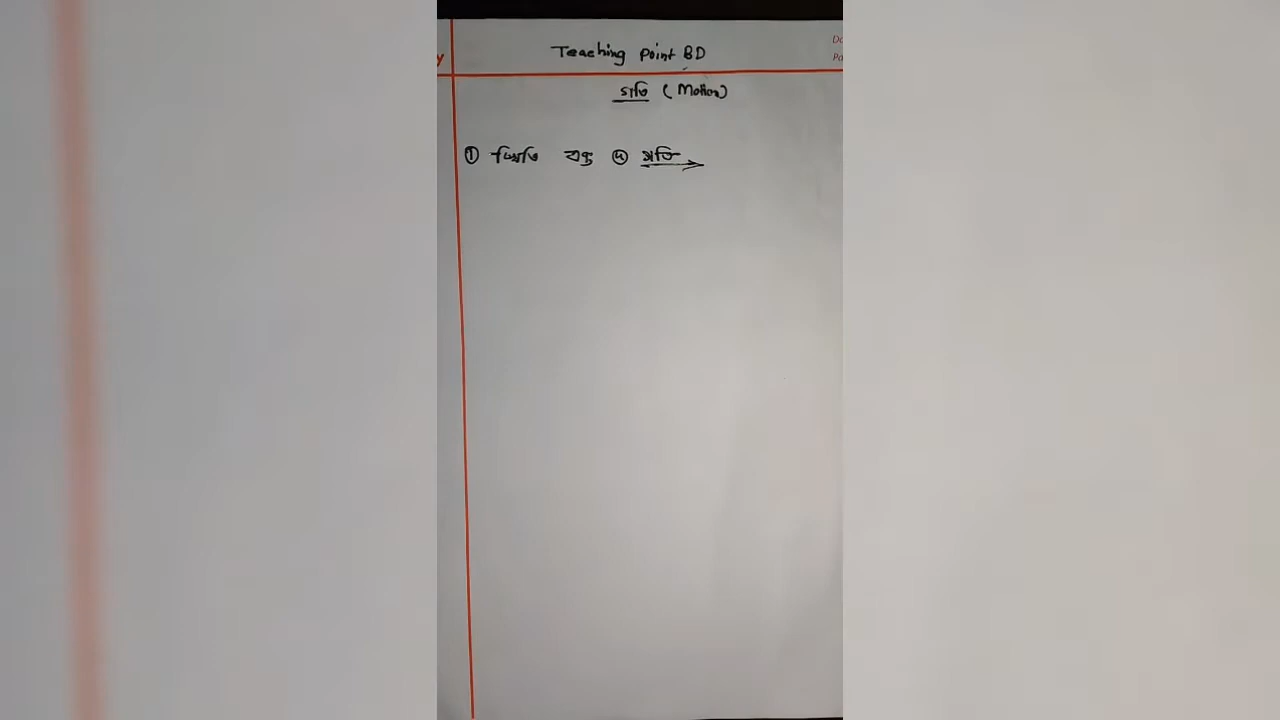 Teaching Point BD
গতি (Motion)
① স্থিতি বস্তু ② গতি